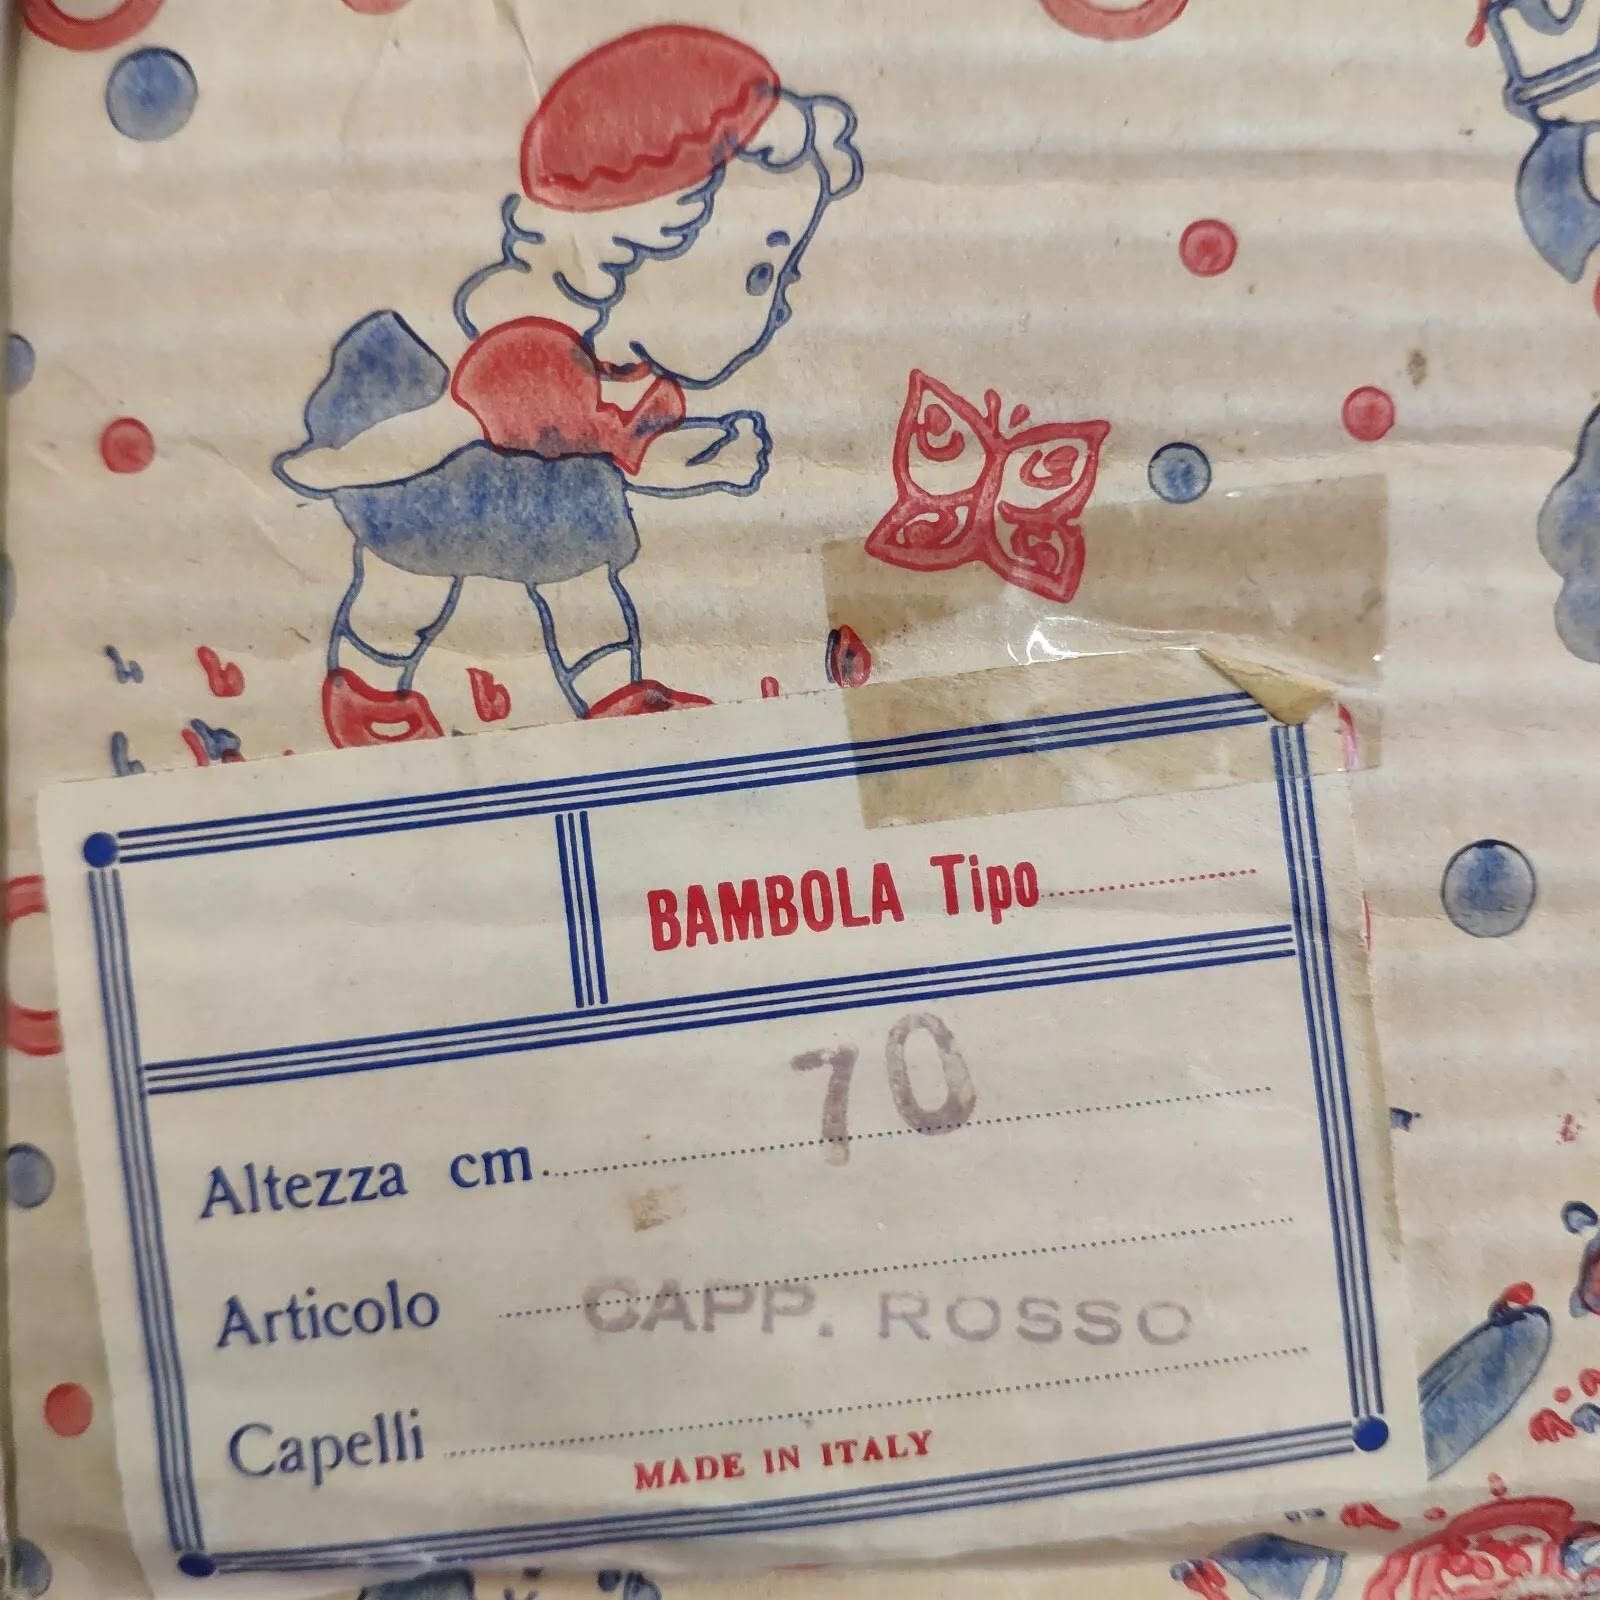 BAMBOLA Tipo
Altezza cm 70
Articolo CAPP. ROSSO
Capelli
MADE IN ITALY